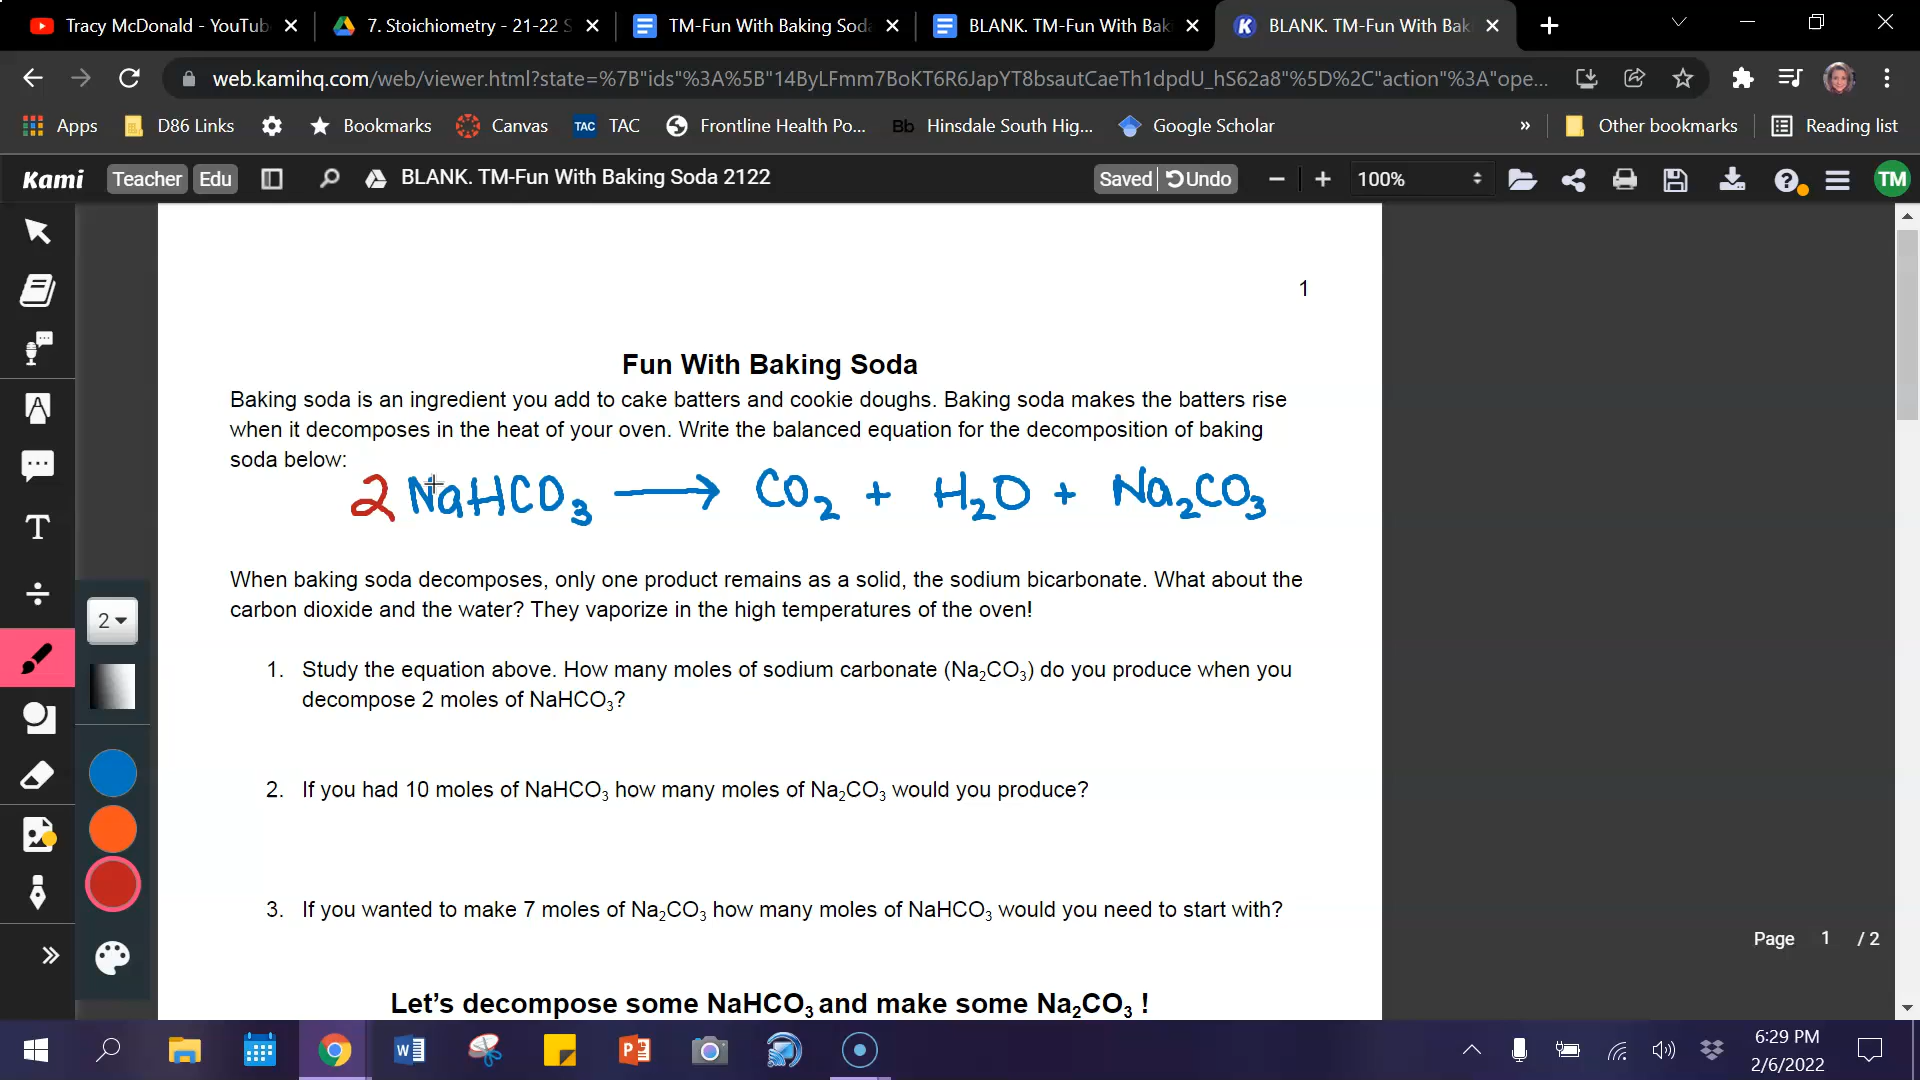 Tracy McDonald - YouTub
7. Stoichiometry - 21-22 S
TM-Fun With Baking Soda
BLANK. TM-Fun With Bak
BLANK. TM-Fun With Bak
web.kamihq.com/web/viewer.html?state=%7B"ids"%3A%5B"14ByLFmm7BoKT6R6JapYT8bsautCaeTh1dpdU_hS62a8"%5D%2C"action"%3A"ope...
Apps D86 Links Bookmarks Canvas TAC TAC Frontline Health Po... Bb Hinsdale South Hig... Google Scholar » Other bookmarks Reading list
Kami Teacher Edu BLANK. TM-Fun With Baking Soda 2122 Saved Undo 100% TM
1
Fun With Baking Soda
Baking soda is an ingredient you add to cake batters and cookie doughs. Baking soda makes the batters rise
when it decomposes in the heat of your oven. Write the balanced equation for the decomposition of baking
soda below:
2 NaHCO₃ → CO₂ + H₂O + Na₂CO₃
When baking soda decomposes, only one product remains as a solid, the sodium bicarbonate. What about the
carbon dioxide and the water? They vaporize in the high temperatures of the oven!
1. Study the equation above. How many moles of sodium carbonate (Na₂CO₃) do you produce when you
decompose 2 moles of NaHCO₃?
2. If you had 10 moles of NaHCO₃ how many moles of Na₂CO₃ would you produce?
3. If you wanted to make 7 moles of Na₂CO₃ how many moles of NaHCO₃ would you need to start with?
Let's decompose some NaHCO₃ and make some Na₂CO₃ !
2
Page 1 / 2
6:29 PM
2/6/2022